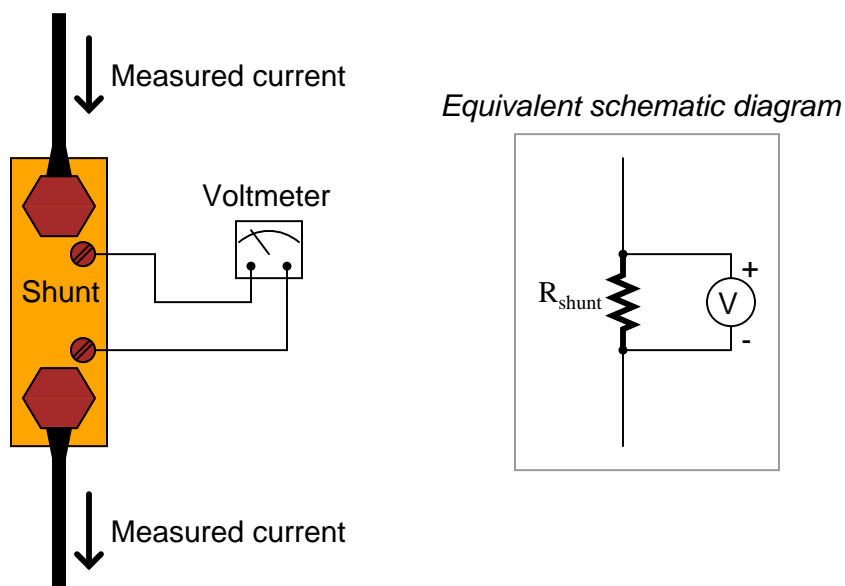 Measured current
Equivalent schematic diagram
Voltmeter
Shunt
R_shunt
+
V
-
Measured current